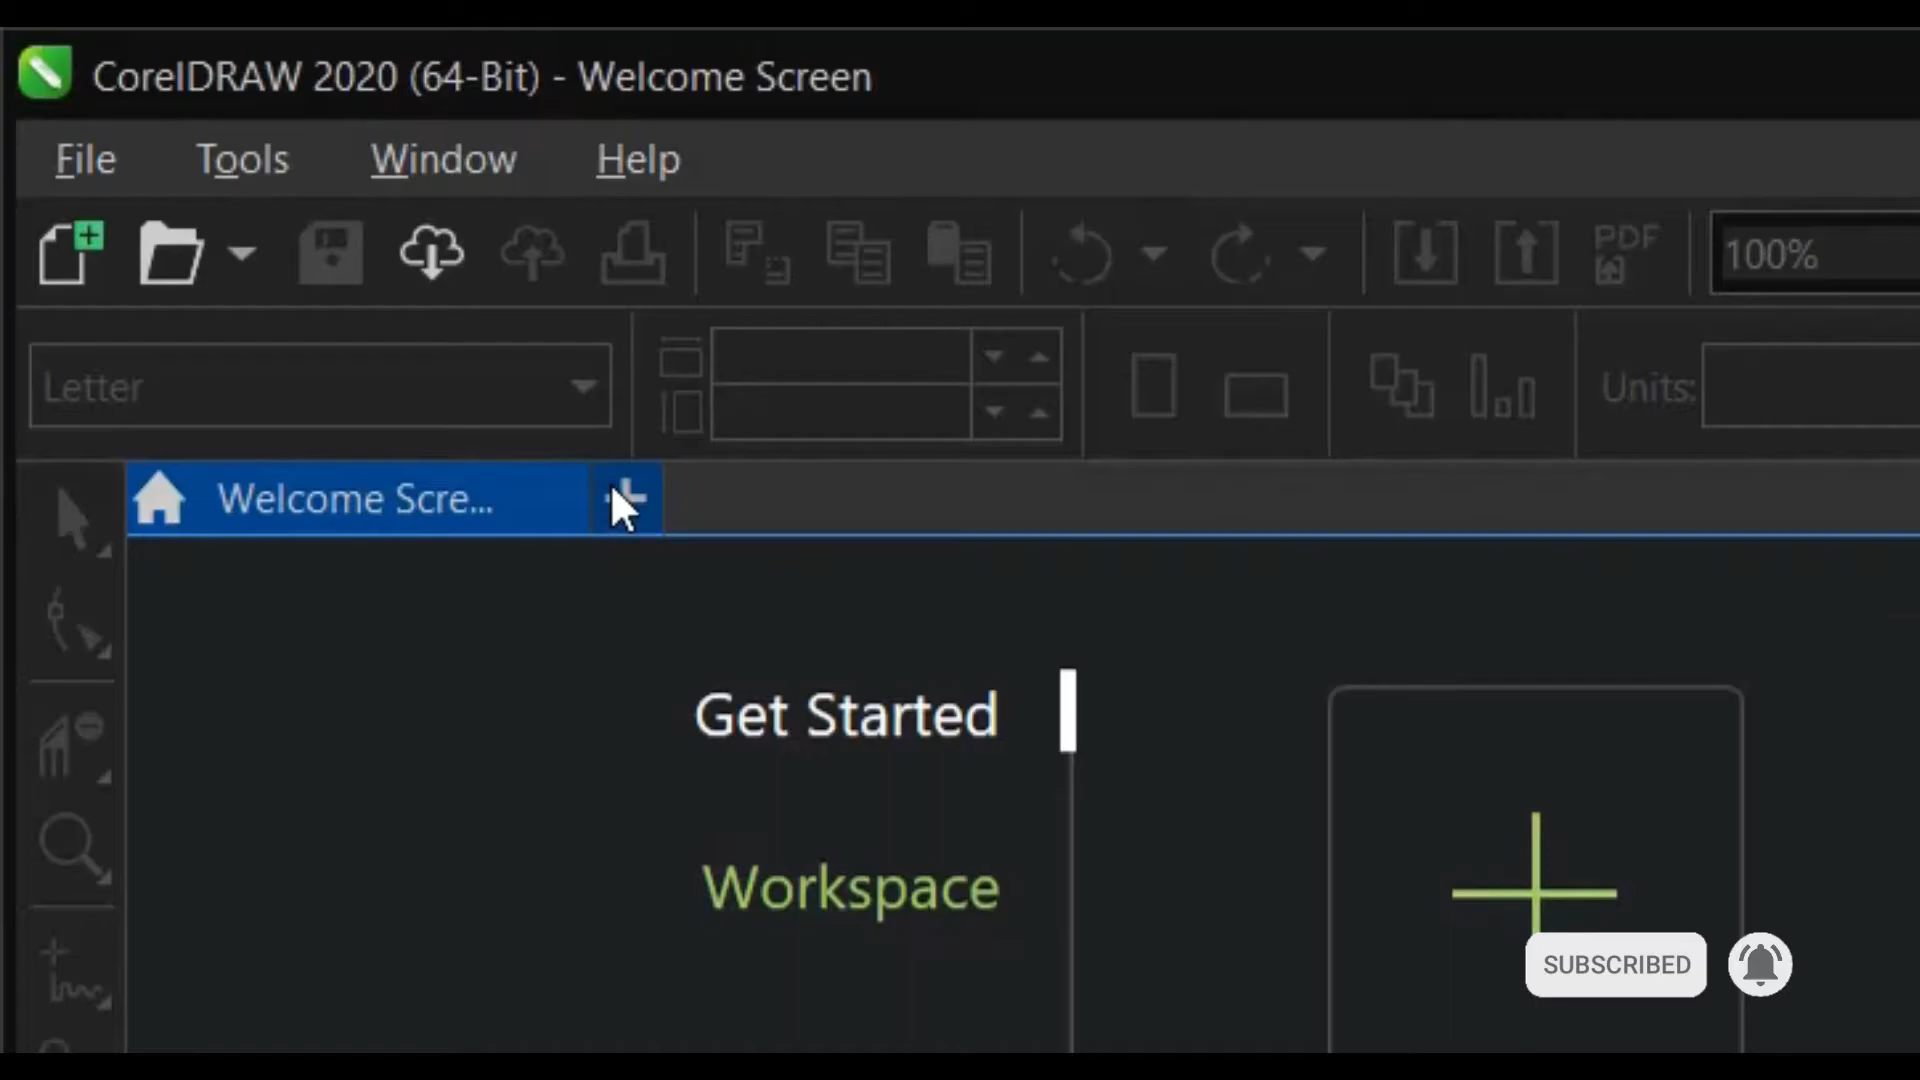 CorelDRAW 2020 (64-Bit) - Welcome Screen
File Tools Window Help
PDF 100%
Letter Units:
Welcome Scre...
Get Started
Workspace
SUBSCRIBED